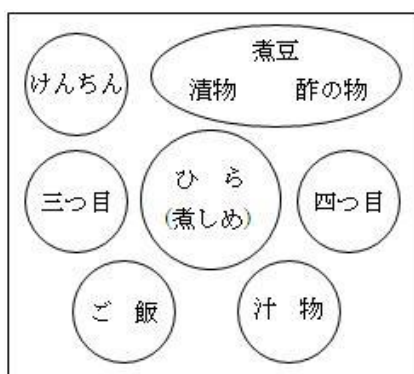 煮豆
けんちん
漬物 酢の物
ひ ら
(煮しめ)
三つ目
四つ目
ご 飯
汁 物